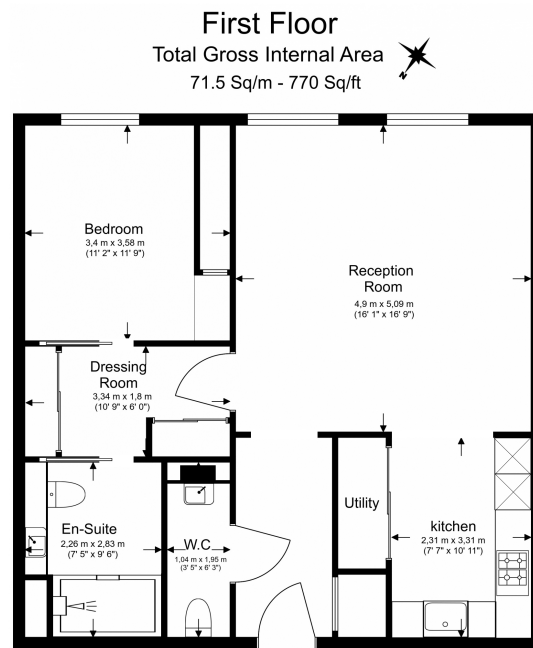 First Floor
Total Gross Internal Area
71.5 Sq/m - 770 Sq/ft
N
Bedroom
3,4 m x 3,58 m
(11' 2" x 11' 9")
Reception
Room
4,9 m x 5,09 m
(16' 1" x 16' 9")
Dressing
Room
3,34 m x 1,8 m
(10' 9" x 6' 0")
En-Suite
2,26 m x 2,83 m
(7' 5" x 9' 6")
W.C
1,04 m x 1,95 m
(3' 5" x 6' 3")
Utility
kitchen
2,31 m x 3,31 m
(7' 7" x 10' 11")